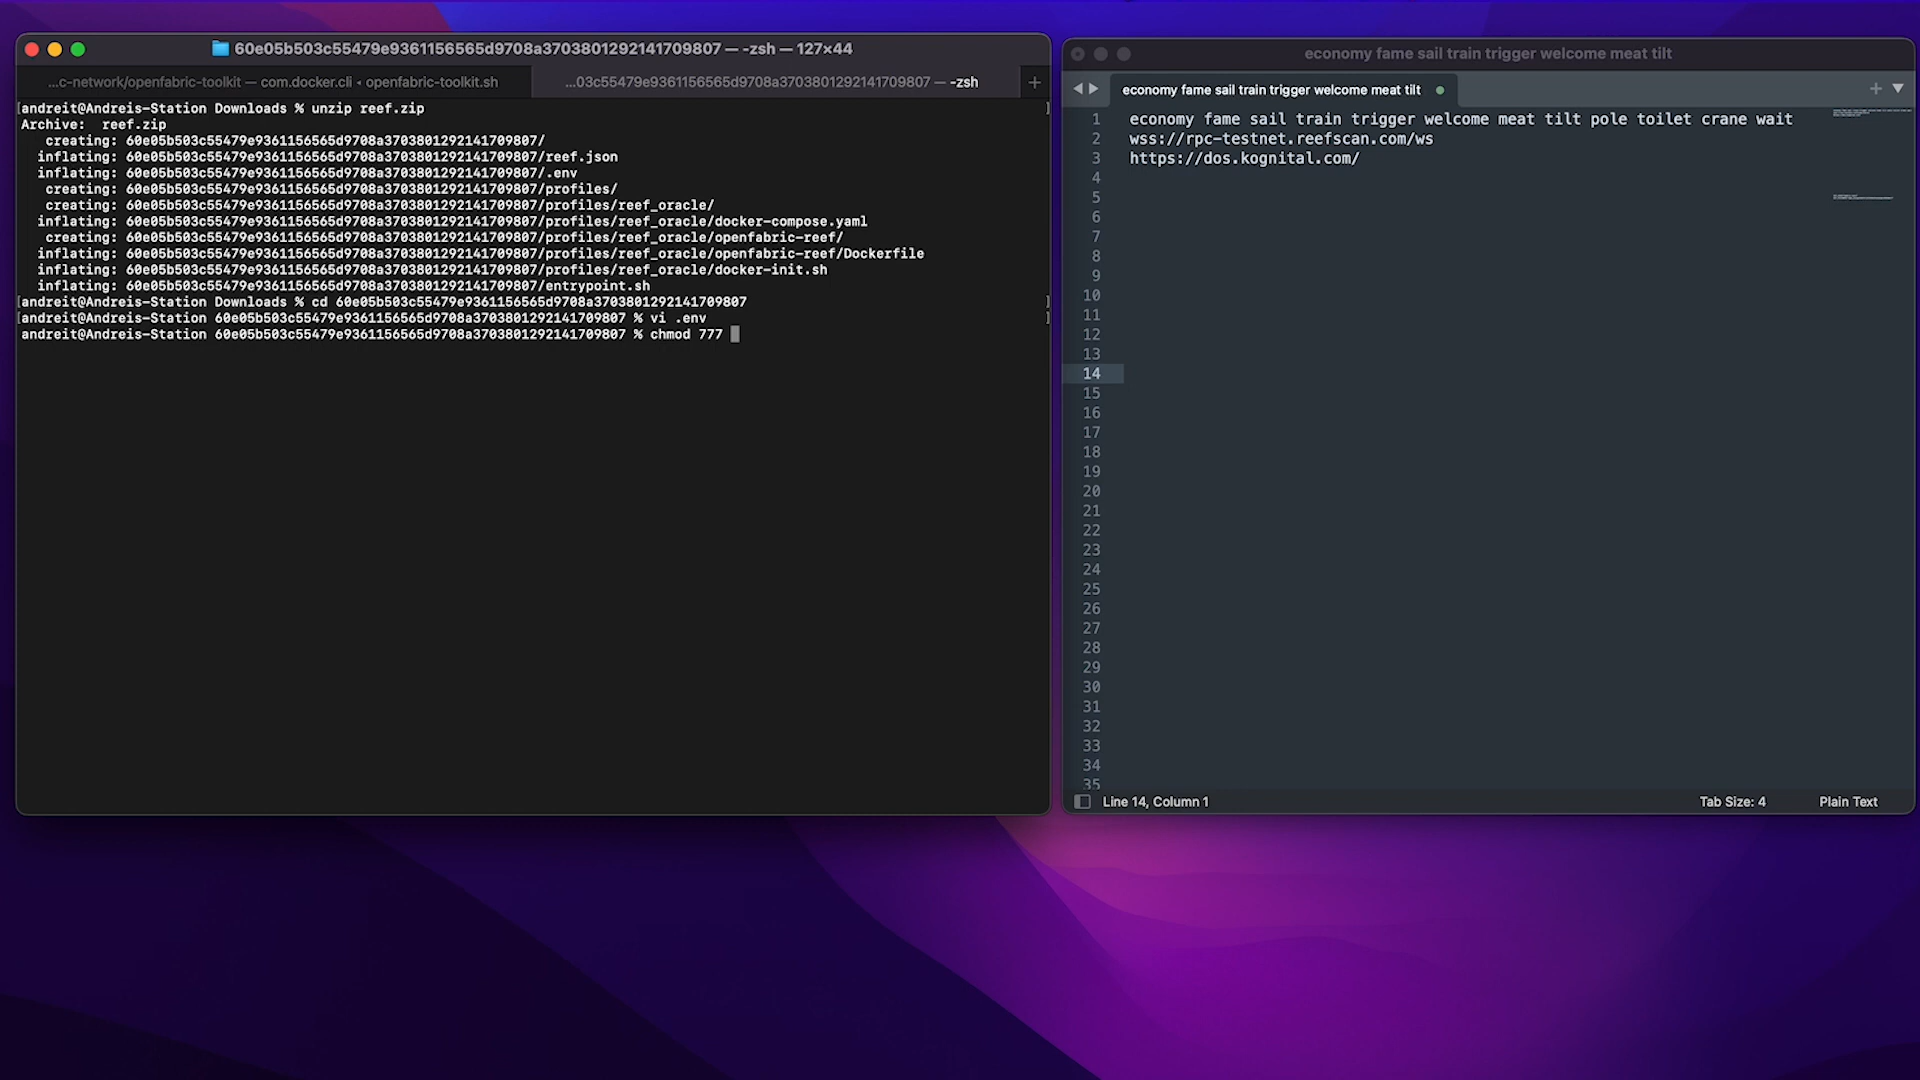 60e05b503c55479e9361156565d9708a3703801292141709807 — -zsh — 127×44
...c-network/openfabric-toolkit — com.docker.cli ◂ openfabric-toolkit.sh
...03c55479e9361156565d9708a3703801292141709807 — -zsh
+
[andreit@Andreis-Station Downloads % unzip reef.zip ]
Archive:  reef.zip
   creating: 60e05b503c55479e9361156565d9708a3703801292141709807/
  inflating: 60e05b503c55479e9361156565d9708a3703801292141709807/reef.json
  inflating: 60e05b503c55479e9361156565d9708a3703801292141709807/.env
   creating: 60e05b503c55479e9361156565d9708a3703801292141709807/profiles/
   creating: 60e05b503c55479e9361156565d9708a3703801292141709807/profiles/reef_oracle/
  inflating: 60e05b503c55479e9361156565d9708a3703801292141709807/profiles/reef_oracle/docker-compose.yaml
   creating: 60e05b503c55479e9361156565d9708a3703801292141709807/profiles/reef_oracle/openfabric-reef/
  inflating: 60e05b503c55479e9361156565d9708a3703801292141709807/profiles/reef_oracle/openfabric-reef/Dockerfile
  inflating: 60e05b503c55479e9361156565d9708a3703801292141709807/profiles/reef_oracle/docker-init.sh
  inflating: 60e05b503c55479e9361156565d9708a3703801292141709807/entrypoint.sh
[andreit@Andreis-Station Downloads % cd 60e05b503c55479e9361156565d9708a3703801292141709807 ]
[andreit@Andreis-Station 60e05b503c55479e9361156565d9708a3703801292141709807 % vi .env ]
andreit@Andreis-Station 60e05b503c55479e9361156565d9708a3703801292141709807 % chmod 777
economy fame sail train trigger welcome meat tilt
economy fame sail train trigger welcome meat tilt
+
1 economy fame sail train trigger welcome meat tilt pole toilet crane wait
2 wss://rpc-testnet.reefscan.com/ws
3 https://dos.kognital.com/
4
5
6
7
8
9
10
11
12
13
14
15
16
17
18
19
20
21
22
23
24
25
26
27
28
29
30
31
32
33
34
35
Line 14, Column 1
Tab Size: 4
Plain Text